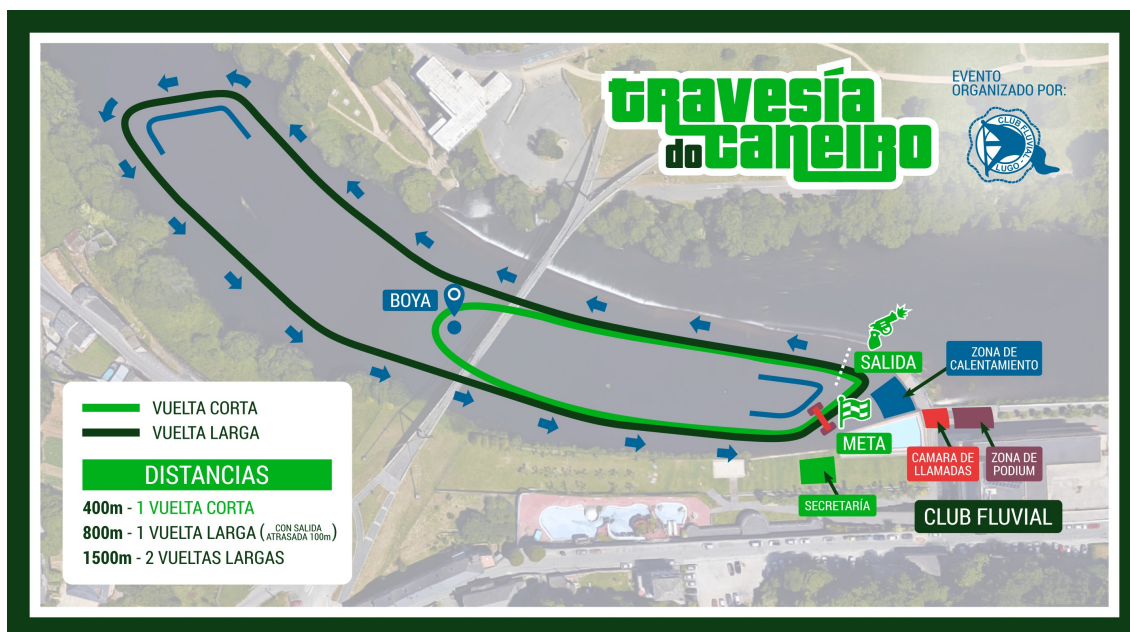 travesía
do caneiro
EVENTO
ORGANIZADO POR:
CLUB FLUVIAL
LUGO
BOYA
SALIDA
ZONA DE
CALENTAMIENTO
META
CAMARA DE
LLAMADAS
ZONA DE
PODIUM
SECRETARÍA
CLUB FLUVIAL
VUELTA CORTA
VUELTA LARGA
DISTANCIAS
400m - 1 VUELTA CORTA
800m - 1 VUELTA LARGA (CON SALIDA ATRASADA 100m)
1500m - 2 VUELTAS LARGAS